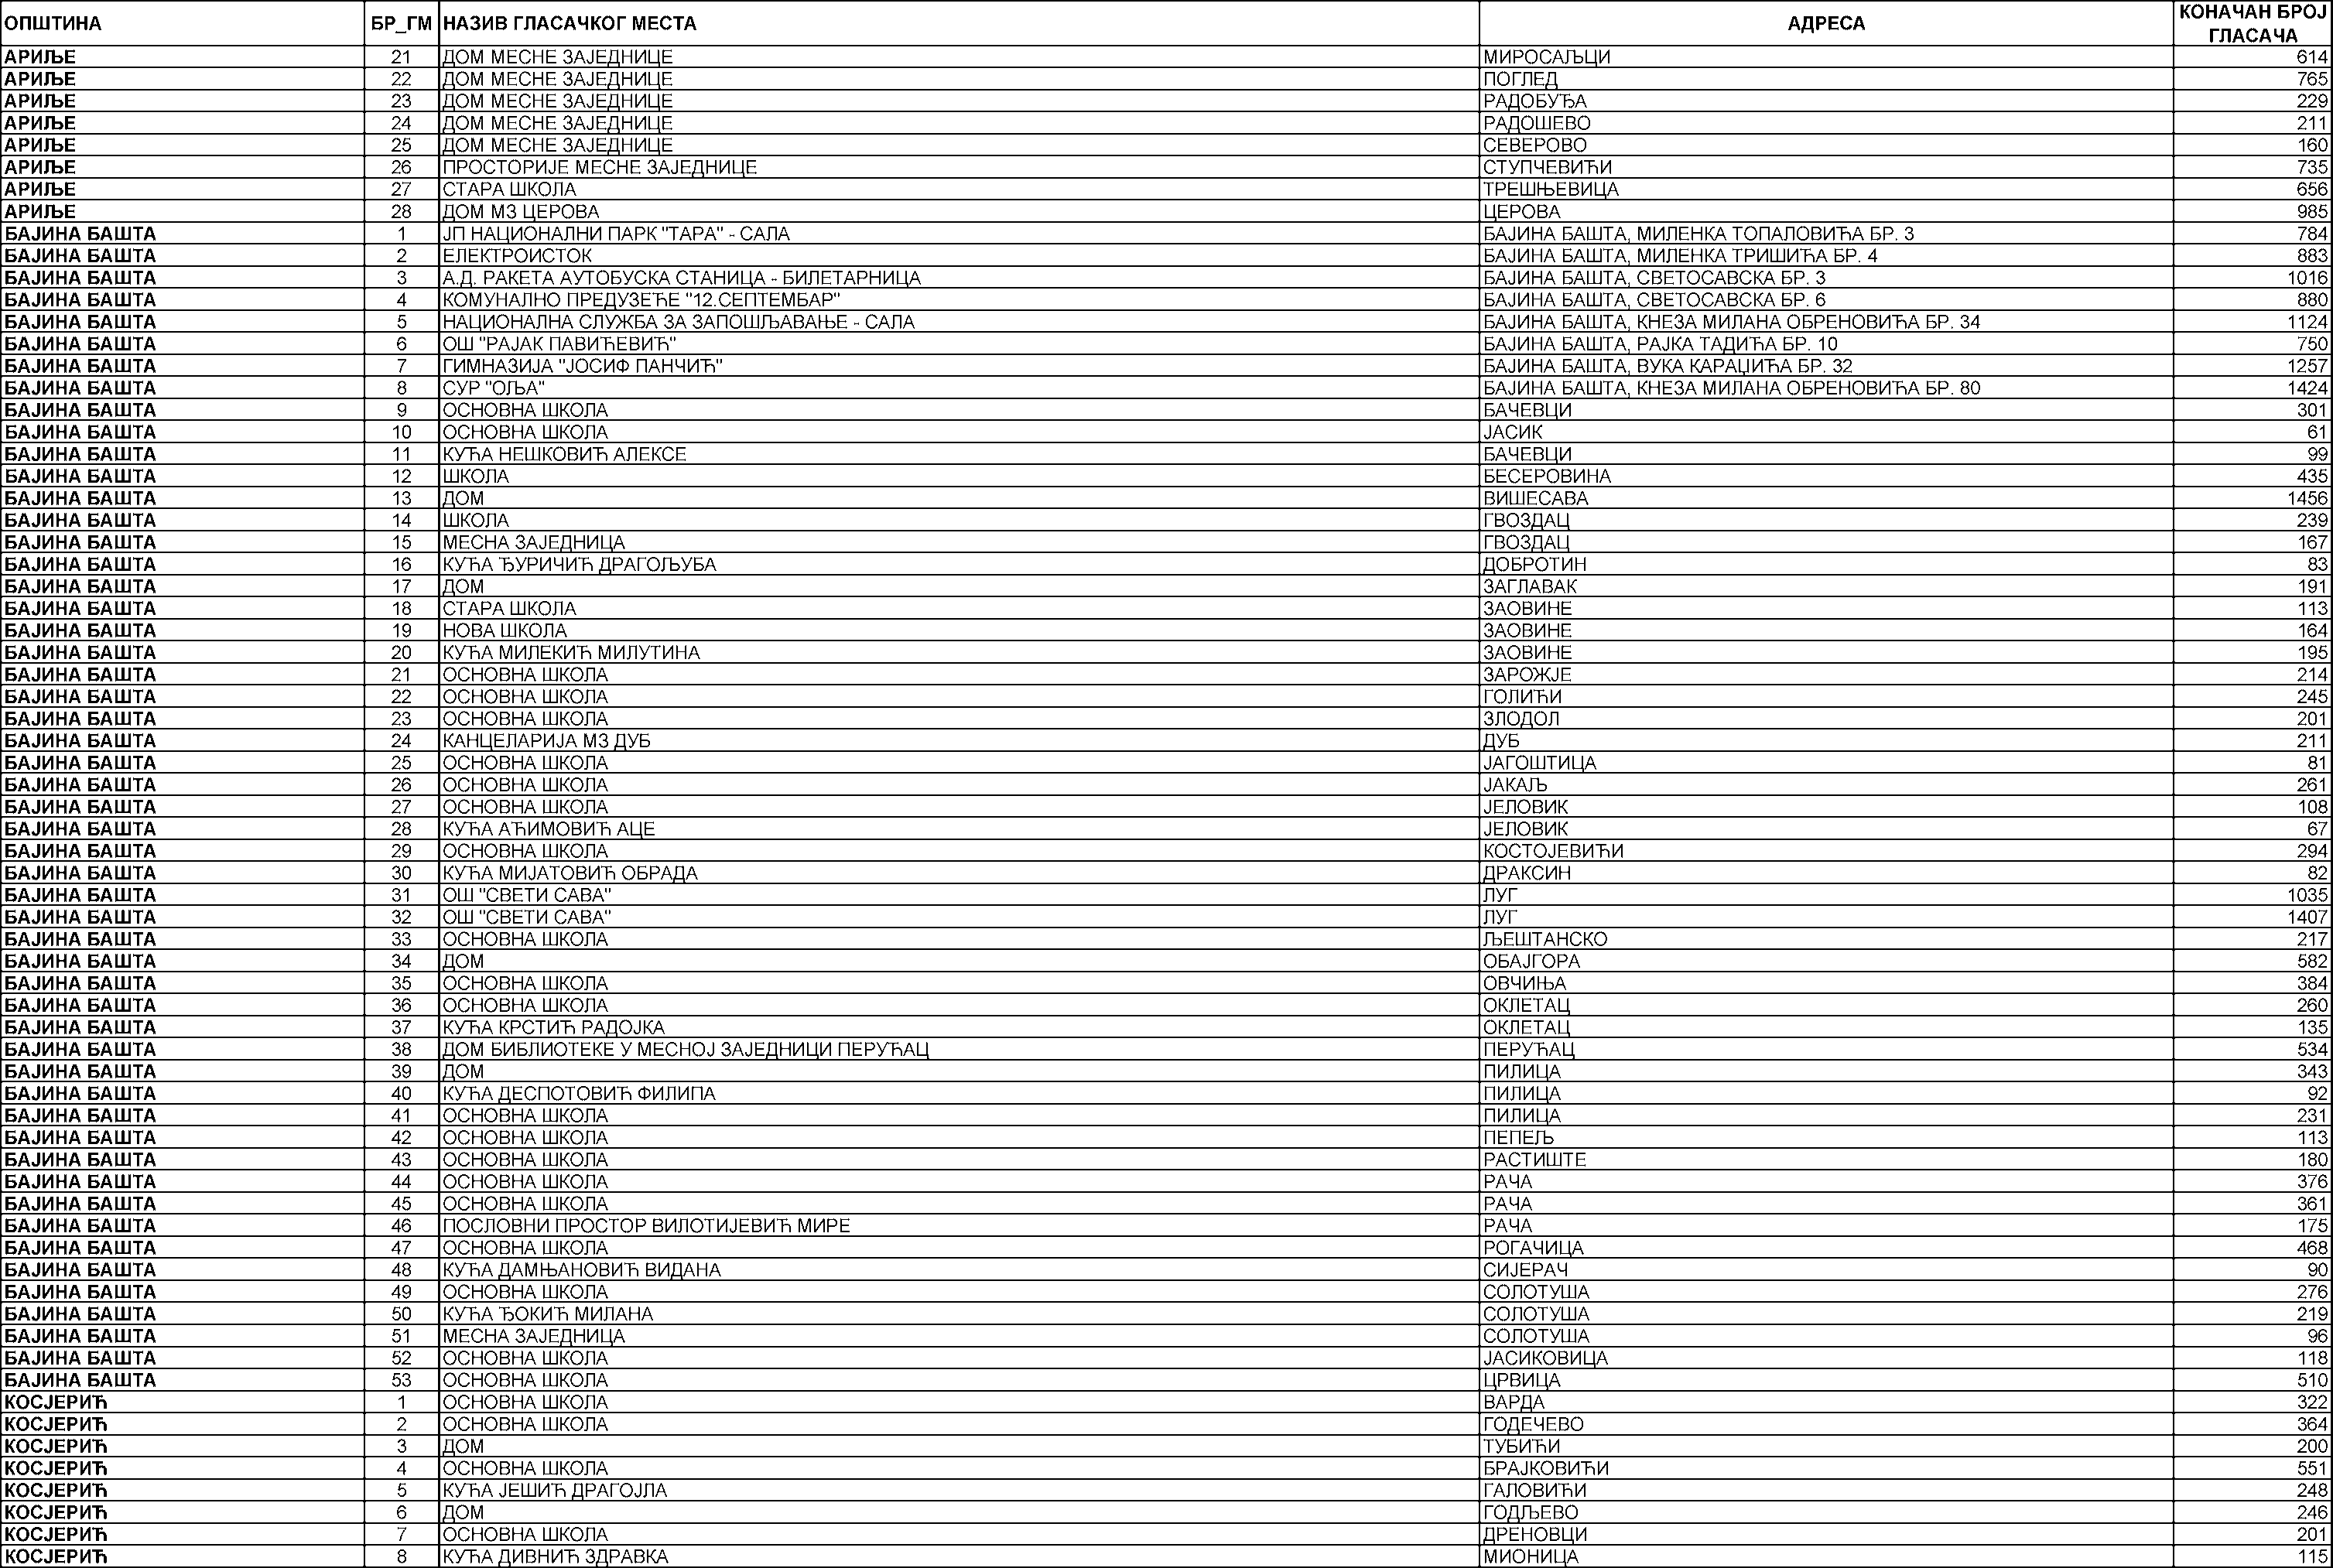 ОПШТИНА БР_ГМ НАЗИВ ГЛАСАЧКОГ МЕСТА АДРЕСА КОНАЧАН БРОЈ ГЛАСАЧА
АРИЉЕ 21 ДОМ МЕСНЕ ЗАЈЕДНИЦЕ МИРОСАЉЦИ 614
АРИЉЕ 22 ДОМ МЕСНЕ ЗАЈЕДНИЦЕ ПОГЛЕД 765
АРИЉЕ 23 ДОМ МЕСНЕ ЗАЈЕДНИЦЕ РАДОБУЂА 229
АРИЉЕ 24 ДОМ МЕСНЕ ЗАЈЕДНИЦЕ РАДОШЕВО 211
АРИЉЕ 25 ДОМ МЕСНЕ ЗАЈЕДНИЦЕ СЕВЕРОВО 160
АРИЉЕ 26 ПРОСТОРИЈЕ МЕСНЕ ЗАЈЕДНИЦЕ СТУПЧЕВИЋИ 735
АРИЉЕ 27 СТАРА ШКОЛА ТРЕШЊЕВИЦА 656
АРИЉЕ 28 ДОМ МЗ ЦЕРОВА ЦЕРОВА 985
БАЈИНА БАШТА 1 ЈП НАЦИОНАЛНИ ПАРК "ТАРА" - САЛА БАЈИНА БАШТА, МИЛЕНКА ТОПАЛОВИЋА БР. 3 784
БАЈИНА БАШТА 2 ЕЛЕКТРОИСТОК БАЈИНА БАШТА, МИЛЕНКА ТРИШИЋА БР. 4 883
БАЈИНА БАШТА 3 А.Д. РАКЕТА АУТОБУСКА СТАНИЦА - БИЛЕТАРНИЦА БАЈИНА БАШТА, СВЕТОСАВСКА БР. 3 1016
БАЈИНА БАШТА 4 КОМУНАЛНО ПРЕДУЗЕЋЕ "12.СЕПТЕМБАР" БАЈИНА БАШТА, СВЕТОСАВСКА БР. 6 880
БАЈИНА БАШТА 5 НАЦИОНАЛНА СЛУЖБА ЗА ЗАПОШЉАВАЊЕ - САЛА БАЈИНА БАШТА, КНЕЗА МИЛАНА ОБРЕНОВИЋА БР. 34 1124
БАЈИНА БАШТА 6 ОШ "РАЈАК ПАВИЋЕВИЋ" БАЈИНА БАШТА, РАЈКА ТАДИЋА БР. 10 750
БАЈИНА БАШТА 7 ГИМНАЗИЈА "ЈОСИФ ПАНЧИЋ" БАЈИНА БАШТА, ВУКА КАРАЏИЋА БР. 32 1257
БАЈИНА БАШТА 8 СУР "ОЉА" БАЈИНА БАШТА, КНЕЗА МИЛАНА ОБРЕНОВИЋА БР. 80 1424
БАЈИНА БАШТА 9 ОСНОВНА ШКОЛА БАЧЕВЦИ 301
БАЈИНА БАШТА 10 ОСНОВНА ШКОЛА ЈАСИК 61
БАЈИНА БАШТА 11 КУЋА НЕШКОВИЋ АЛЕКСЕ БАЧЕВЦИ 99
БАЈИНА БАШТА 12 ШКОЛА БЕСЕРОВИНА 435
БАЈИНА БАШТА 13 ДОМ ВИШЕСАВА 1456
БАЈИНА БАШТА 14 ШКОЛА ГВОЗДАЦ 239
БАЈИНА БАШТА 15 МЕСНА ЗАЈЕДНИЦА ГВОЗДАЦ 167
БАЈИНА БАШТА 16 КУЋА ЂУРИЧИЋ ДРАГОЉУБА ДОБРОТИН 83
БАЈИНА БАШТА 17 ДОМ ЗАГЛАВАК 191
БАЈИНА БАШТА 18 СТАРА ШКОЛА ЗАОВИНЕ 113
БАЈИНА БАШТА 19 НОВА ШКОЛА ЗАОВИНЕ 164
БАЈИНА БАШТА 20 КУЋА МИЛЕКИЋ МИЛУТИНА ЗАОВИНЕ 195
БАЈИНА БАШТА 21 ОСНОВНА ШКОЛА ЗАРОЖЈЕ 214
БАЈИНА БАШТА 22 ОСНОВНА ШКОЛА ГОЛИЋИ 245
БАЈИНА БАШТА 23 ОСНОВНА ШКОЛА ЗЛОДОЛ 201
БАЈИНА БАШТА 24 КАНЦЕЛАРИЈА МЗ ДУБ ДУБ 211
БАЈИНА БАШТА 25 ОСНОВНА ШКОЛА ЈАГОШТИЦА 81
БАЈИНА БАШТА 26 ОСНОВНА ШКОЛА ЈАКАЉ 261
БАЈИНА БАШТА 27 ОСНОВНА ШКОЛА ЈЕЛОВИК 108
БАЈИНА БАШТА 28 КУЋА АЋИМОВИЋ АЦЕ ЈЕЛОВИК 67
БАЈИНА БАШТА 29 ОСНОВНА ШКОЛА КОСТОЈЕВИЋИ 294
БАЈИНА БАШТА 30 КУЋА МИЈАТОВИЋ ОБРАДА ДРАКСИН 82
БАЈИНА БАШТА 31 ОШ "СВЕТИ САВА" ЛУГ 1035
БАЈИНА БАШТА 32 ОШ "СВЕТИ САВА" ЛУГ 1407
БАЈИНА БАШТА 33 ОСНОВНА ШКОЛА ЉЕШТАНСКО 217
БАЈИНА БАШТА 34 ДОМ ОБАЈГОРА 582
БАЈИНА БАШТА 35 ОСНОВНА ШКОЛА ОВЧИЊА 384
БАЈИНА БАШТА 36 ОСНОВНА ШКОЛА ОКЛЕТАЦ 260
БАЈИНА БАШТА 37 КУЋА КРСТИЋ РАДОЈКА ОКЛЕТАЦ 135
БАЈИНА БАШТА 38 ДОМ БИБЛИОТЕКЕ У МЕСНОЈ ЗАЈЕДНИЦИ ПЕРУЋАЦ ПЕРУЋАЦ 534
БАЈИНА БАШТА 39 ДОМ ПИЛИЦА 343
БАЈИНА БАШТА 40 КУЋА ДЕСПОТОВИЋ ФИЛИПА ПИЛИЦА 92
БАЈИНА БАШТА 41 ОСНОВНА ШКОЛА ПИЛИЦА 231
БАЈИНА БАШТА 42 ОСНОВНА ШКОЛА ПЕПЕЉ 113
БАЈИНА БАШТА 43 ОСНОВНА ШКОЛА РАСТИШТЕ 180
БАЈИНА БАШТА 44 ОСНОВНА ШКОЛА РАЧА 376
БАЈИНА БАШТА 45 ОСНОВНА ШКОЛА РАЧА 361
БАЈИНА БАШТА 46 ПОСЛОВНИ ПРОСТОР ВИЛОТИЈЕВИЋ МИРЕ РАЧА 175
БАЈИНА БАШТА 47 ОСНОВНА ШКОЛА РОГАЧИЦА 468
БАЈИНА БАШТА 48 КУЋА ДАМЊАНОВИЋ ВИДАНА СИЈЕРАЧ 90
БАЈИНА БАШТА 49 ОСНОВНА ШКОЛА СОЛОТУША 276
БАЈИНА БАШТА 50 КУЋА ЂОКИЋ МИЛАНА СОЛОТУША 219
БАЈИНА БАШТА 51 МЕСНА ЗАЈЕДНИЦА СОЛОТУША 96
БАЈИНА БАШТА 52 ОСНОВНА ШКОЛА ЈАСИКОВИЦА 118
БАЈИНА БАШТА 53 ОСНОВНА ШКОЛА ЦРВИЦА 510
КОСЈЕРИЋ 1 ОСНОВНА ШКОЛА ВАРДА 322
КОСЈЕРИЋ 2 ОСНОВНА ШКОЛА ГОДЕЧЕВО 364
КОСЈЕРИЋ 3 ДОМ ТУБИЋИ 200
КОСЈЕРИЋ 4 ОСНОВНА ШКОЛА БРАЈКОВИЋИ 551
КОСЈЕРИЋ 5 КУЋА ЈЕШИЋ ДРАГОЈЛА ГАЛОВИЋИ 248
КОСЈЕРИЋ 6 ДОМ ГОДЉЕВО 246
КОСЈЕРИЋ 7 ОСНОВНА ШКОЛА ДРЕНОВЦИ 201
КОСЈЕРИЋ 8 КУЋА ДИВНИЋ ЗДРАВКА МИОНИЦА 115